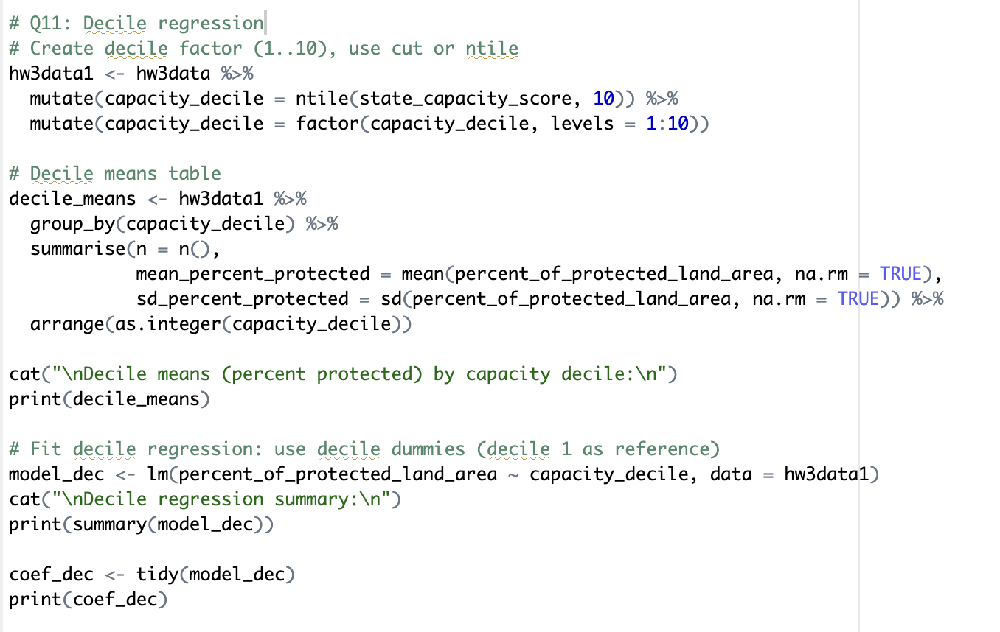 # Q11: Decile regression
# Create decile factor (1..10), use cut or ntile
hw3data1 <- hw3data %>%
  mutate(capacity_decile = ntile(state_capacity_score, 10)) %>%
  mutate(capacity_decile = factor(capacity_decile, levels = 1:10))

# Decile means table
decile_means <- hw3data1 %>%
  group_by(capacity_decile) %>%
  summarise(n = n(),
            mean_percent_protected = mean(percent_of_protected_land_area, na.rm = TRUE),
            sd_percent_protected = sd(percent_of_protected_land_area, na.rm = TRUE)) %>%
  arrange(as.integer(capacity_decile))

cat("\nDecile means (percent protected) by capacity decile:\n")
print(decile_means)

# Fit decile regression: use decile dummies (decile 1 as reference)
model_dec <- lm(percent_of_protected_land_area ~ capacity_decile, data = hw3data1)
cat("\nDecile regression summary:\n")
print(summary(model_dec))

coef_dec <- tidy(model_dec)
print(coef_dec)